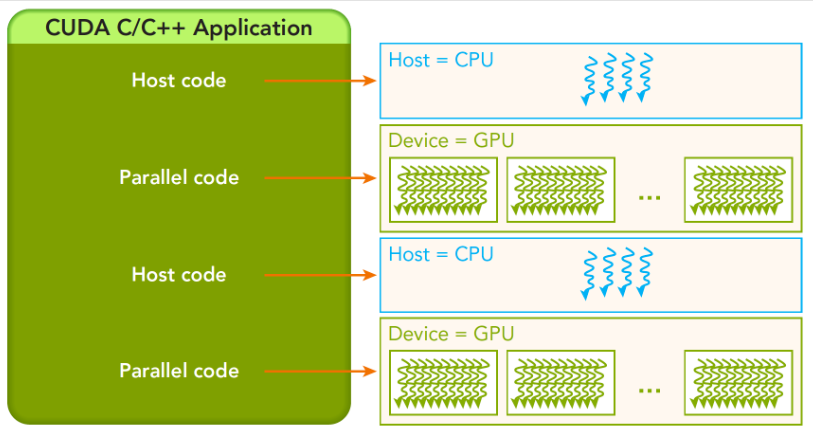 CUDA C/C++ Application
Host code
Host = CPU
Parallel code
Device = GPU
...
Host code
Host = CPU
Parallel code
Device = GPU
...